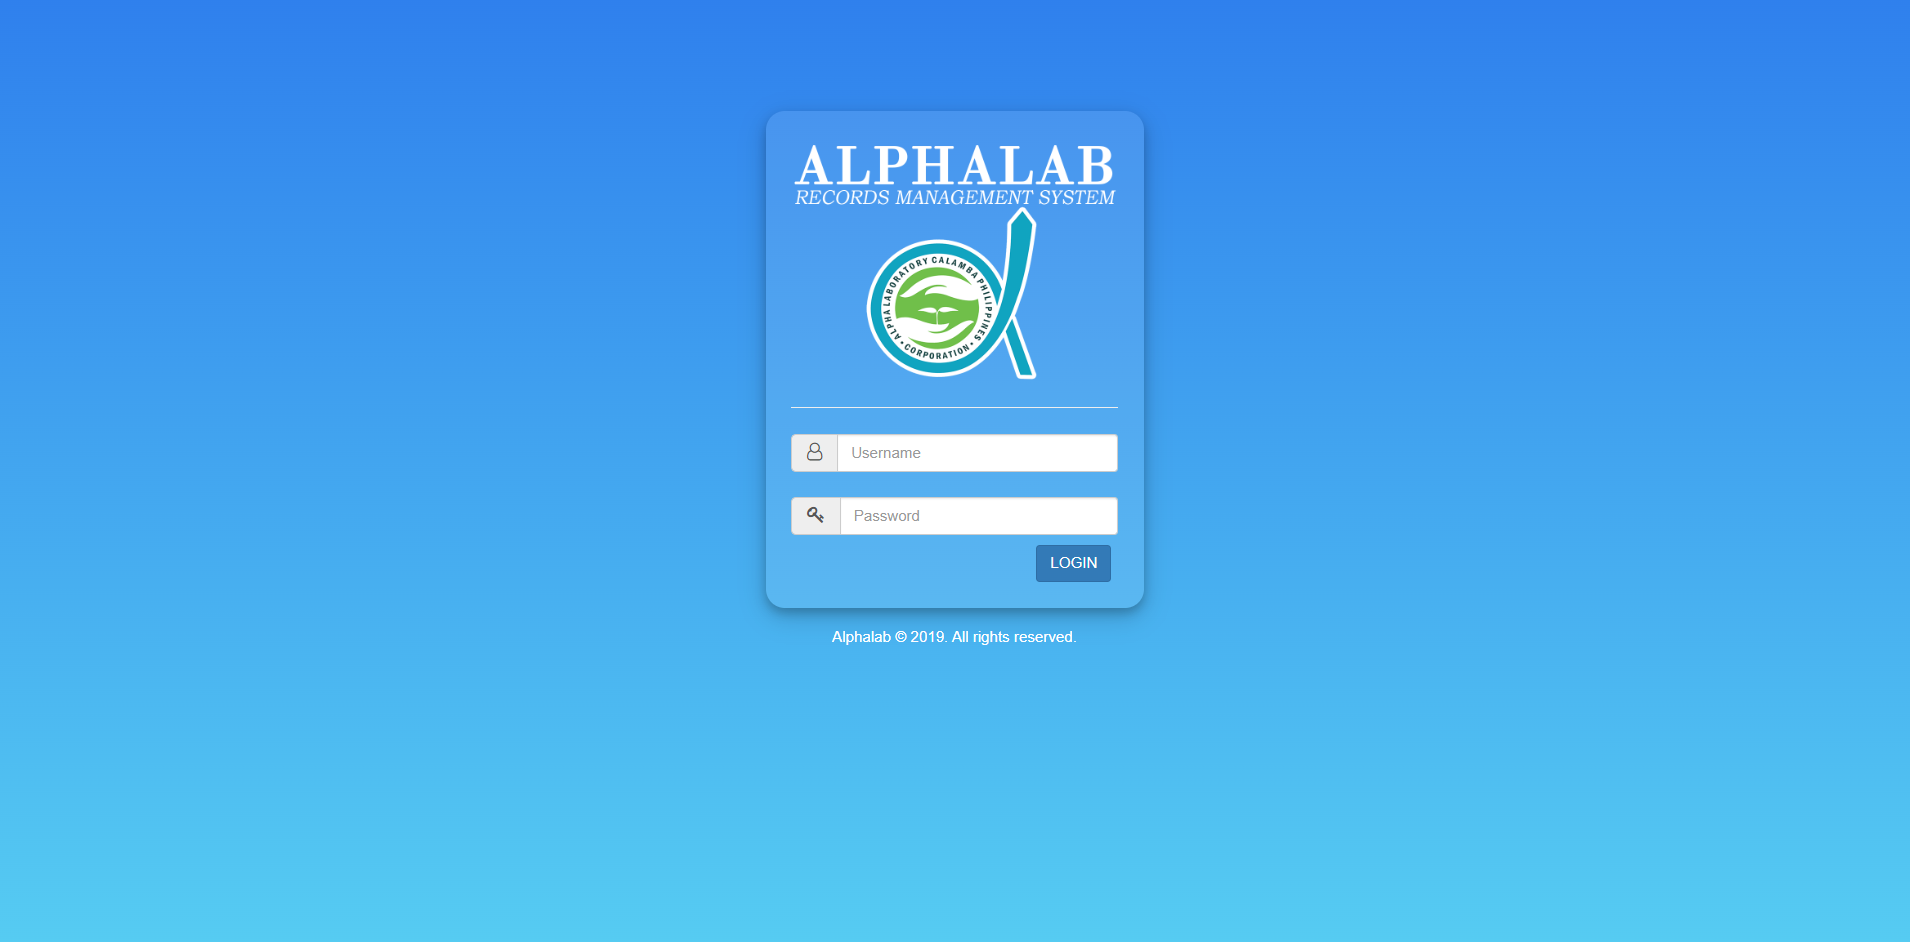 ALPHALAB
RECORDS MANAGEMENT SYSTEM
ALPHA LABORATORY CALAMBA PHILIPPINES
• CORPORATION •
Username
Password
LOGIN
Alphalab © 2019. All rights reserved.